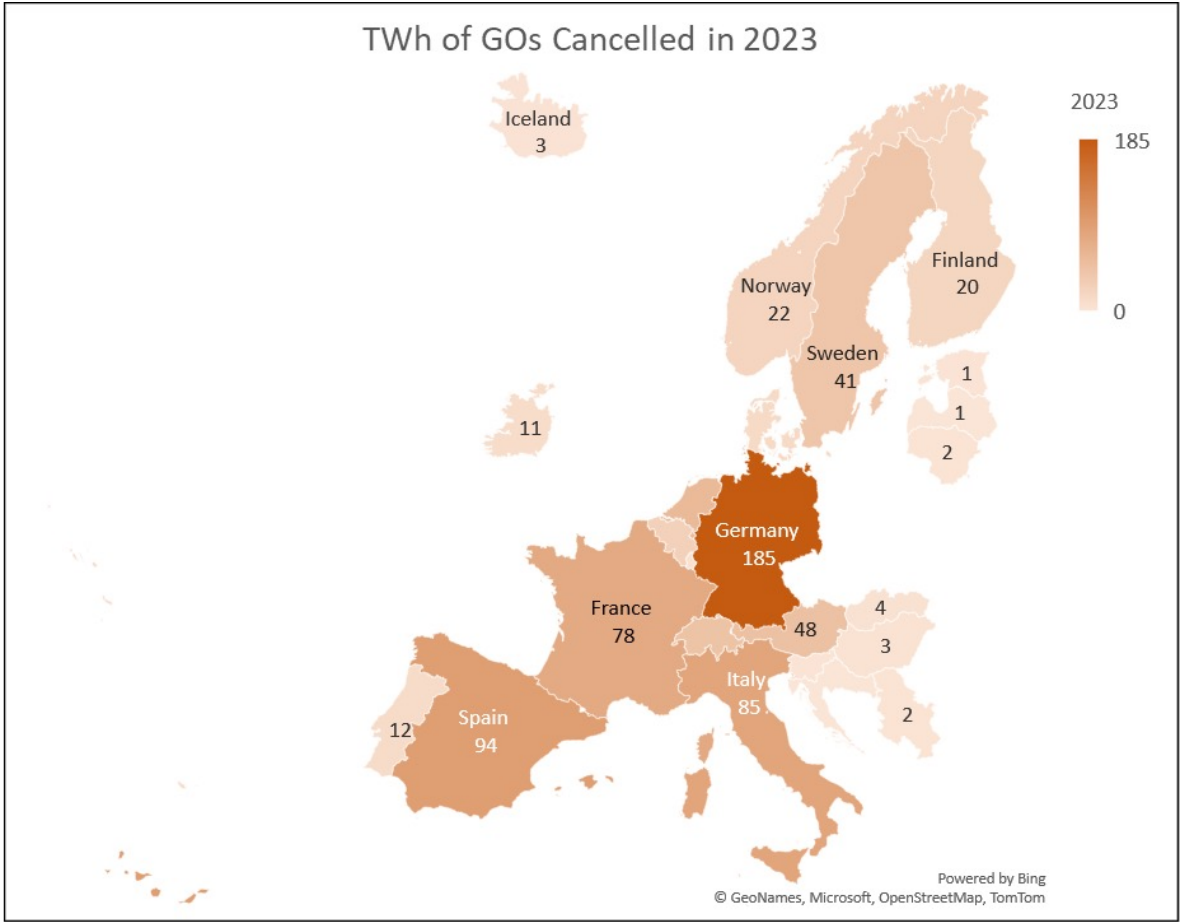 TWh of GOs Cancelled in 2023
2023
185
0
Iceland
3
Finland
20
Norway
22
Sweden
41
1
1
2
11
Germany
185
France
78
48
4
3
Italy
85
2
Spain
94
12
Powered by Bing
© GeoNames, Microsoft, OpenStreetMap, TomTom